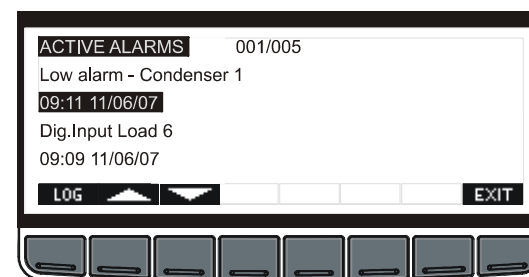 ACTIVE ALARMS 001/005
Low alarm - Condenser 1
09:11 11/06/07
Dig.Input Load 6
09:09 11/06/07
LOG EXIT